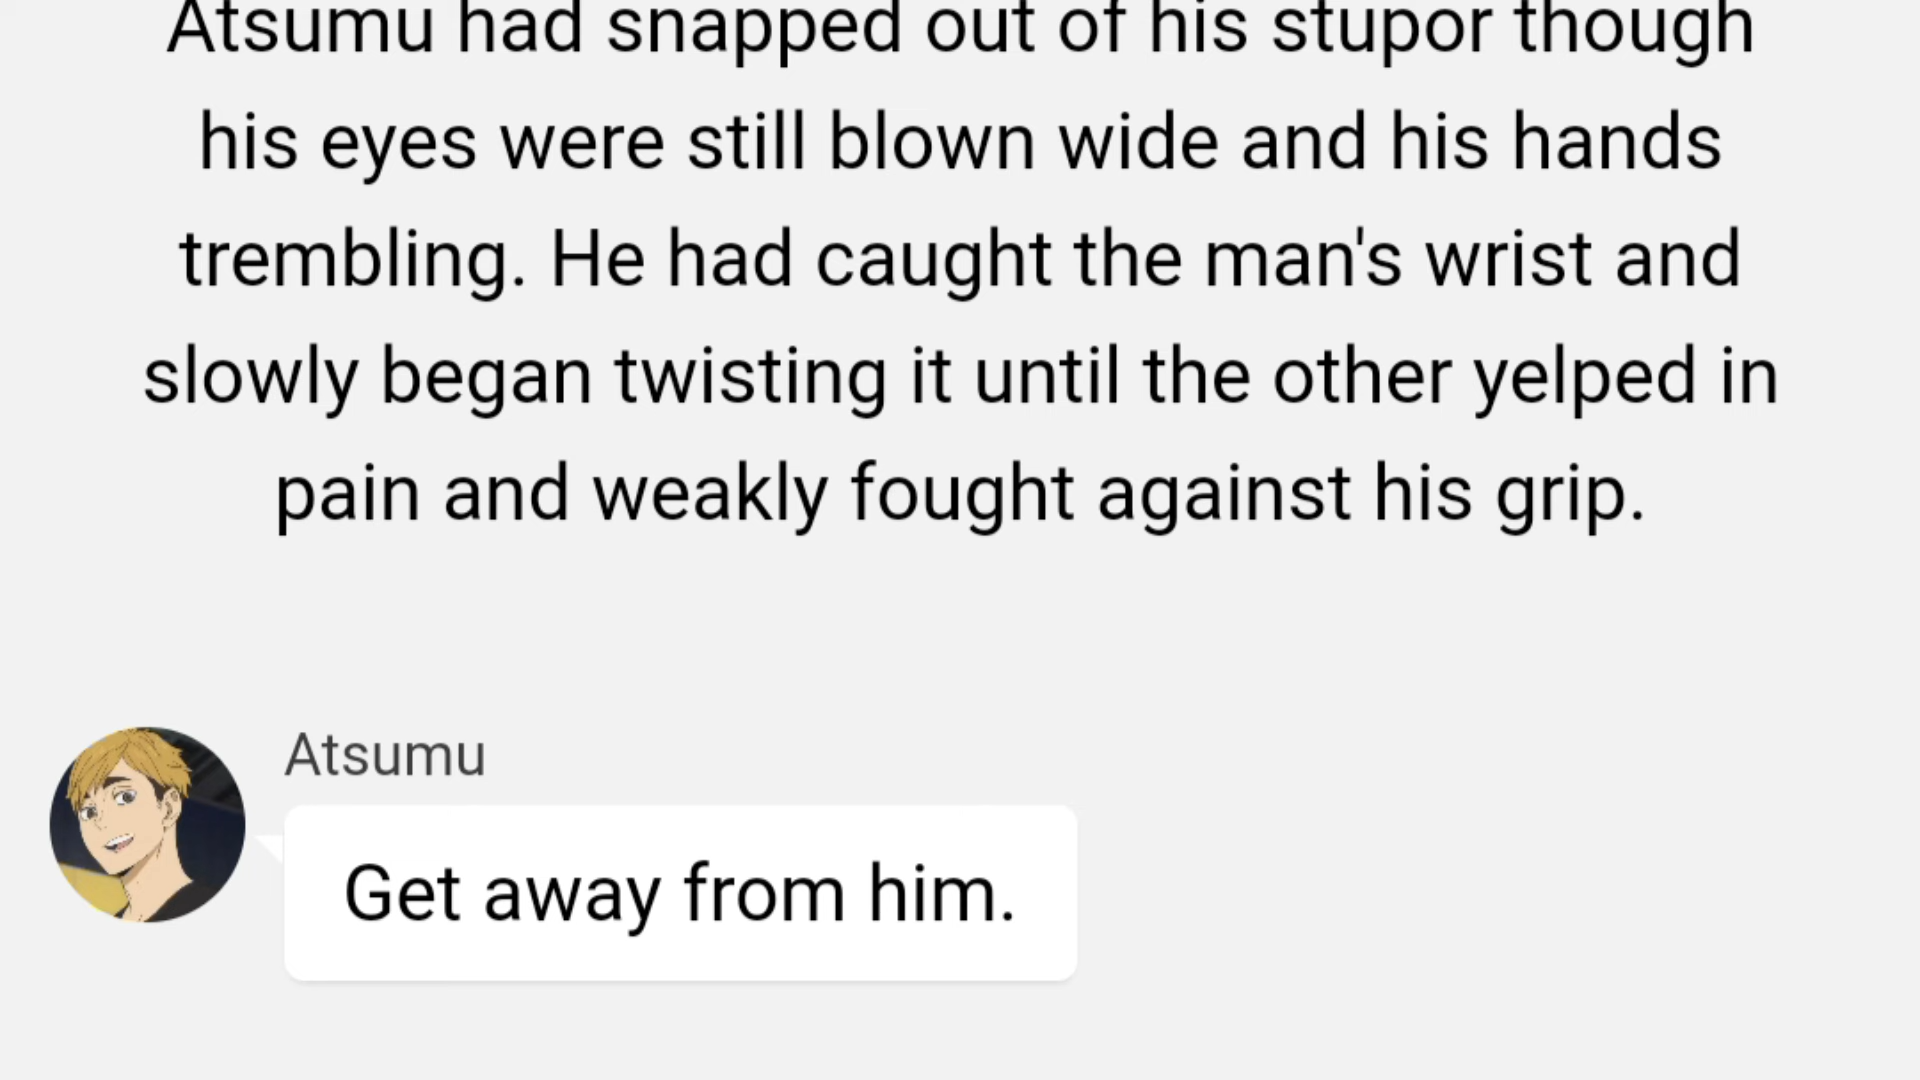 Atsumu had snapped out of his stupor though
his eyes were still blown wide and his hands
trembling. He had caught the man's wrist and
slowly began twisting it until the other yelped in
pain and weakly fought against his grip.
Atsumu
Get away from him.